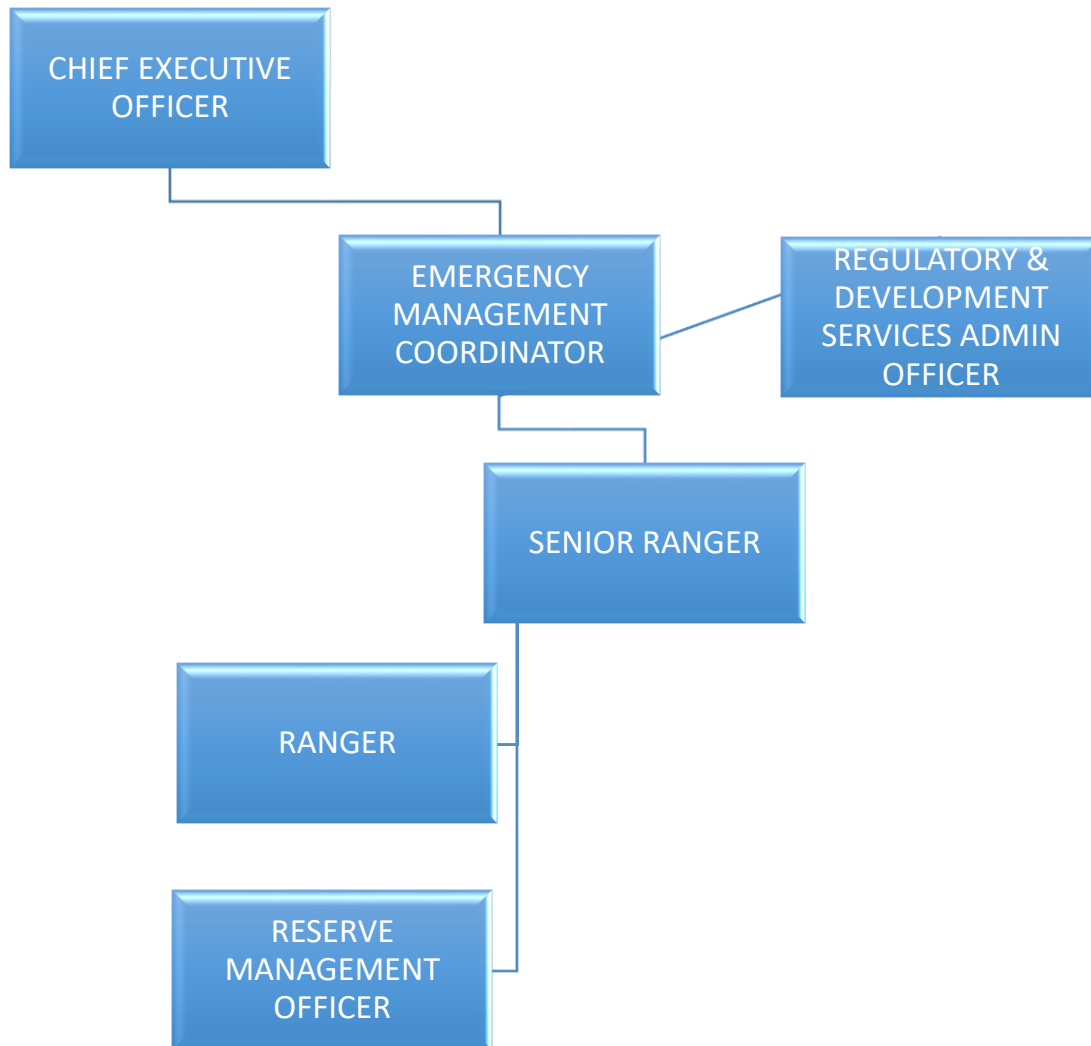 CHIEF EXECUTIVE
OFFICER
EMERGENCY
MANAGEMENT
COORDINATOR
REGULATORY &
DEVELOPMENT
SERVICES ADMIN
OFFICER
SENIOR RANGER
RANGER
RESERVE
MANAGEMENT
OFFICER